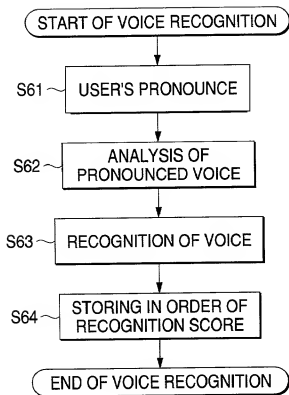 START OF VOICE RECOGNITION
S61
USER'S PRONOUNCE
S62
ANALYSIS OF
PRONOUNCED VOICE
S63
RECOGNITION OF VOICE
S64
STORING IN ORDER OF
RECOGNITION SCORE
END OF VOICE RECOGNITION